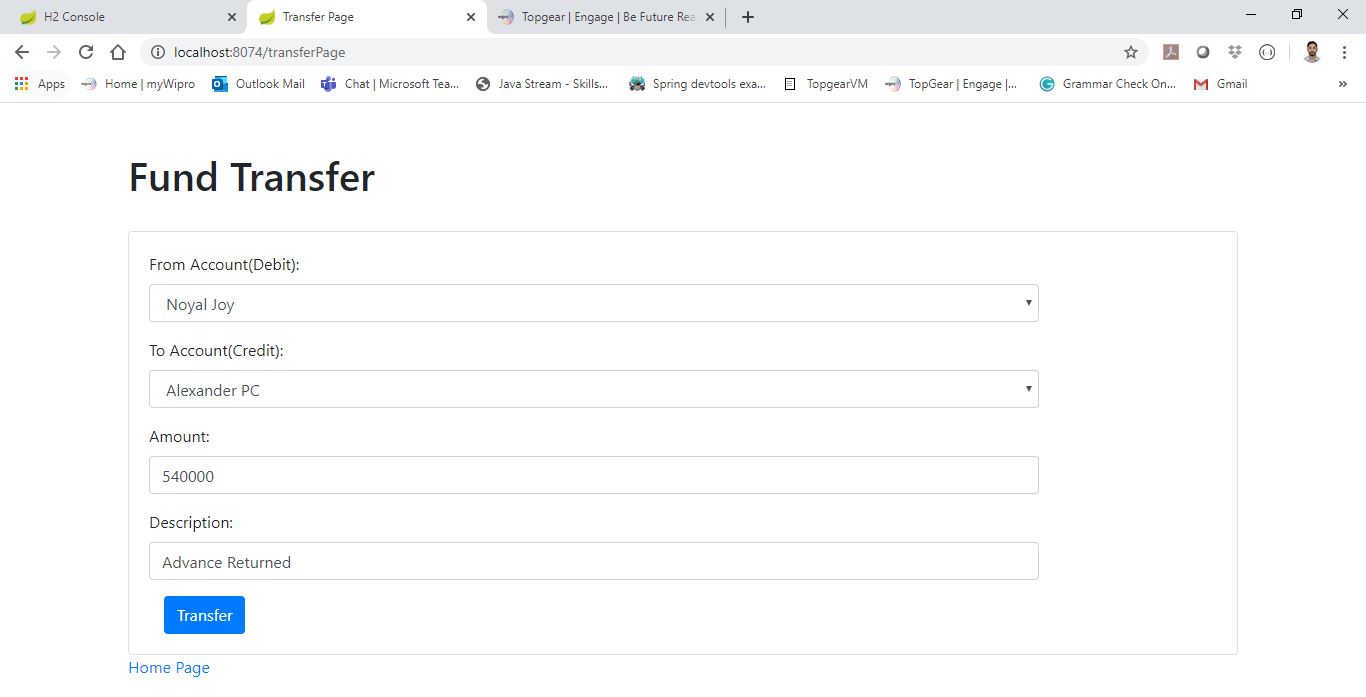 H2 Console
Transfer Page
Topgear | Engage | Be Future Rea
localhost:8074/transferPage
Apps
Home | myWipro
Outlook Mail
Chat | Microsoft Tea...
Java Stream - Skills...
Spring devtools exa...
TopgearVM
TopGear | Engage |...
Grammar Check On...
Gmail
»
Fund Transfer
From Account(Debit):
Noyal Joy
To Account(Credit):
Alexander PC
Amount:
540000
Description:
Advance Returned
Transfer
Home Page